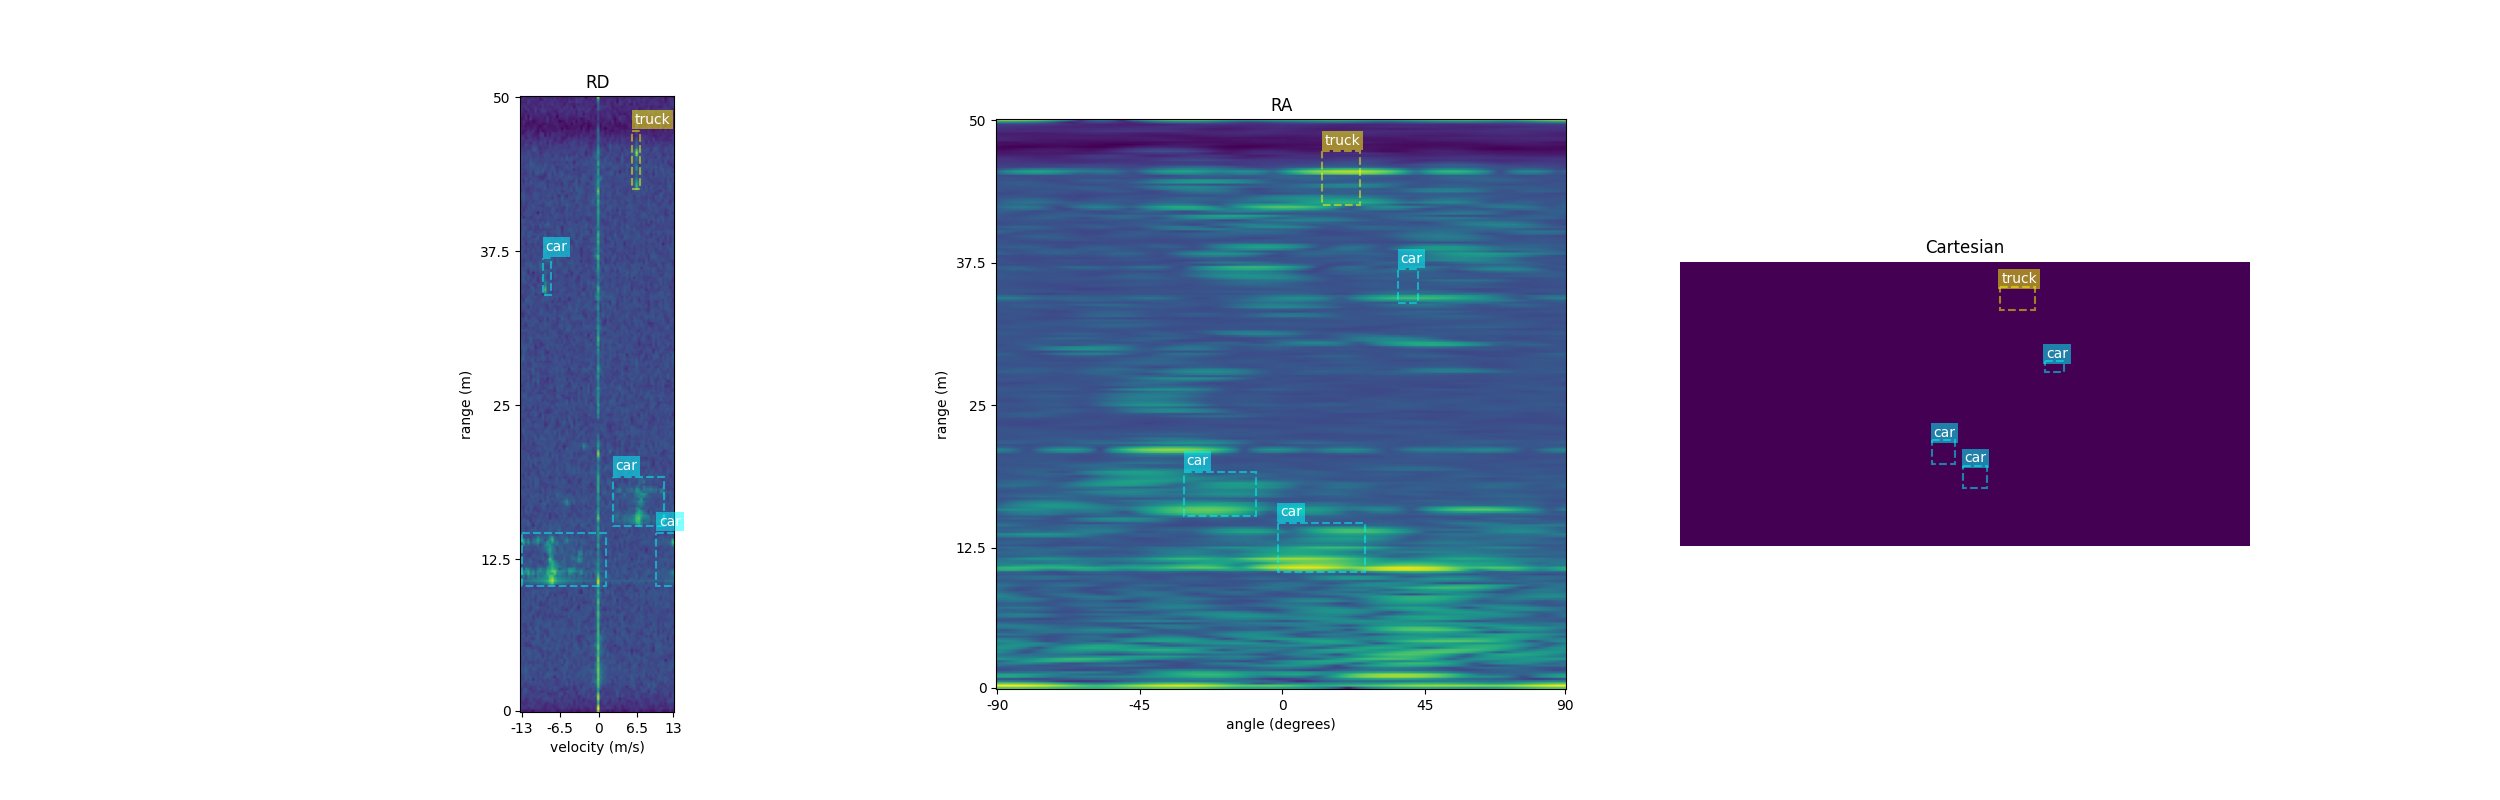 RD
50
37.5
25
12.5
0
range (m)
-13 -6.5 0 6.5 13
velocity (m/s)
truck
car
car
car
RA
50
37.5
25
12.5
0
range (m)
-90 -45 0 45 90
angle (degrees)
truck
car
car
car
Cartesian
truck
car
car
car